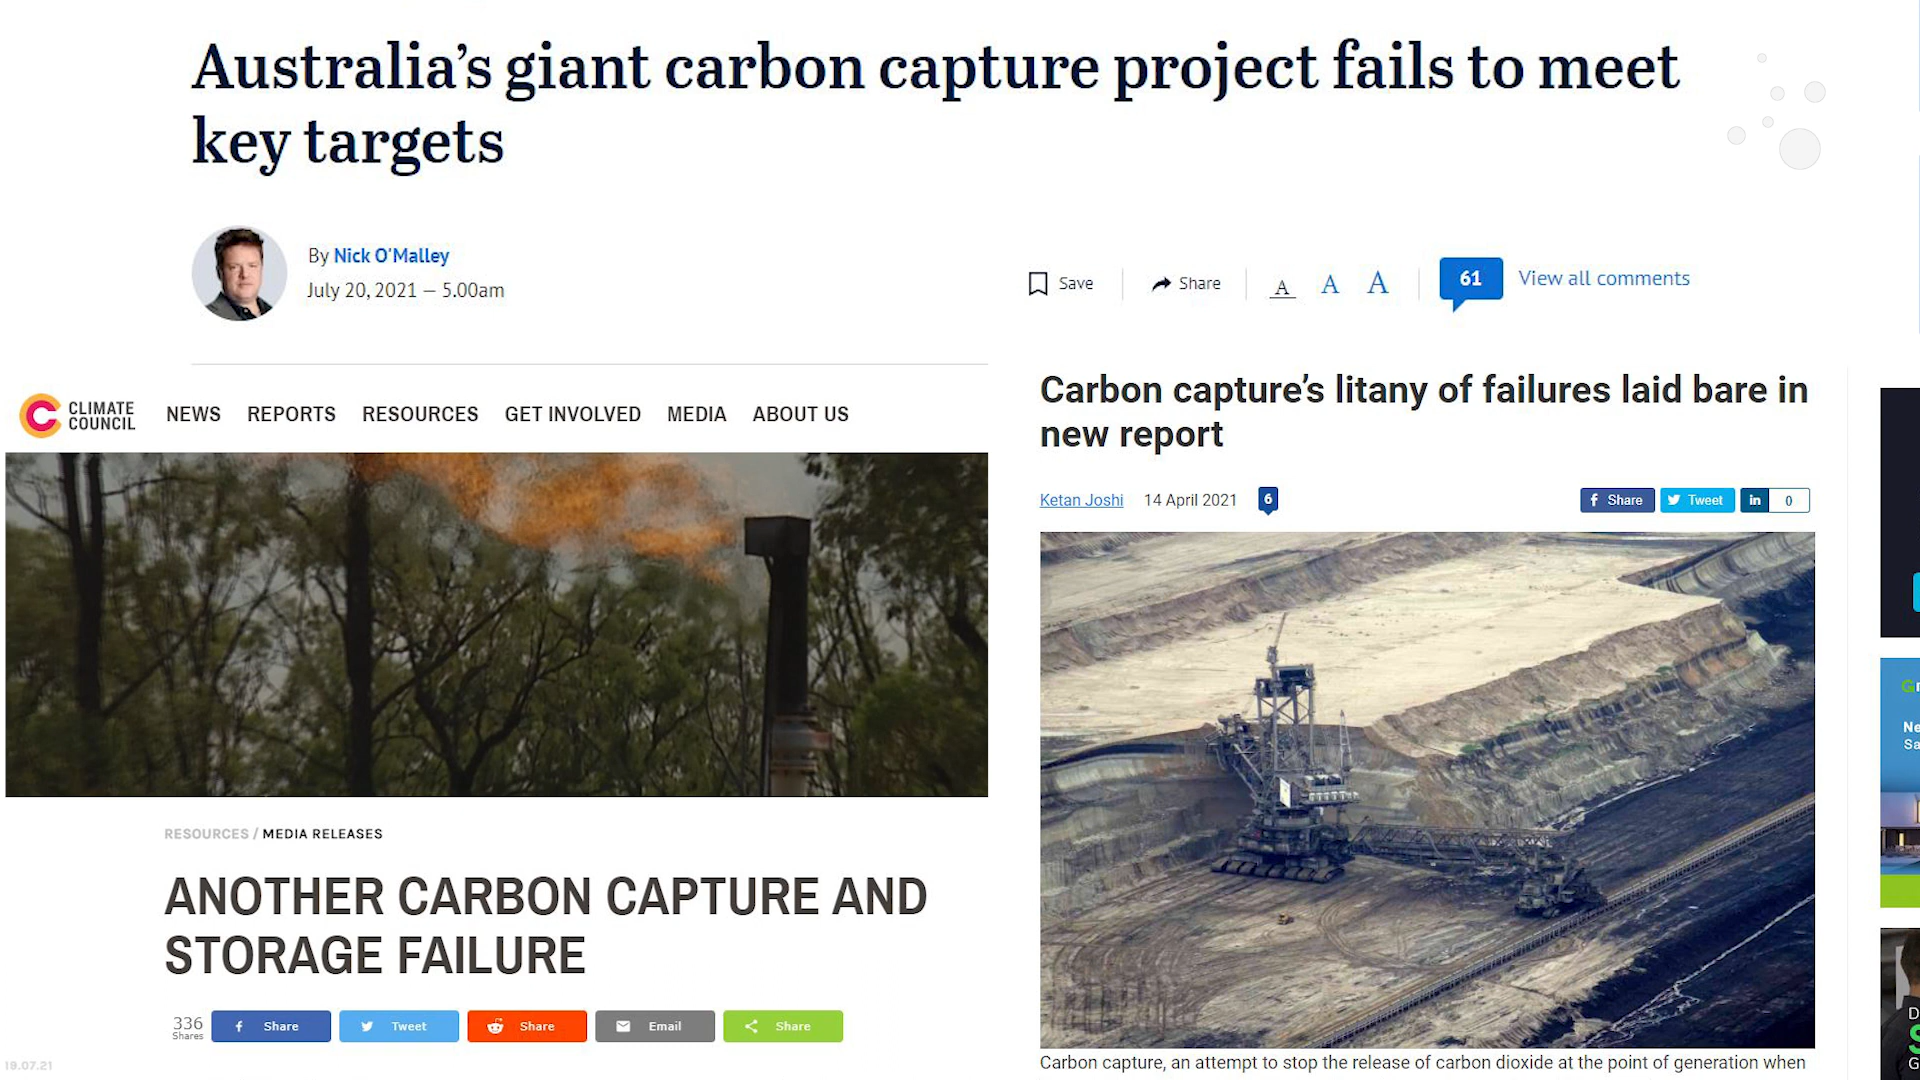 Australia’s giant carbon capture project fails to meet
key targets
By Nick O'Malley
July 20, 2021 — 5.00am
Save
Share
A A A
61
View all comments
CLIMATE
COUNCIL
NEWS REPORTS RESOURCES GET INVOLVED MEDIA ABOUT US
RESOURCES / MEDIA RELEASES
ANOTHER CARBON CAPTURE AND
STORAGE FAILURE
336
Shares
Share Tweet Share Email Share
19.07.21
Carbon capture’s litany of failures laid bare in
new report
Ketan Joshi 14 April 2021 6
Share Tweet in 0
Carbon capture, an attempt to stop the release of carbon dioxide at the point of generation when